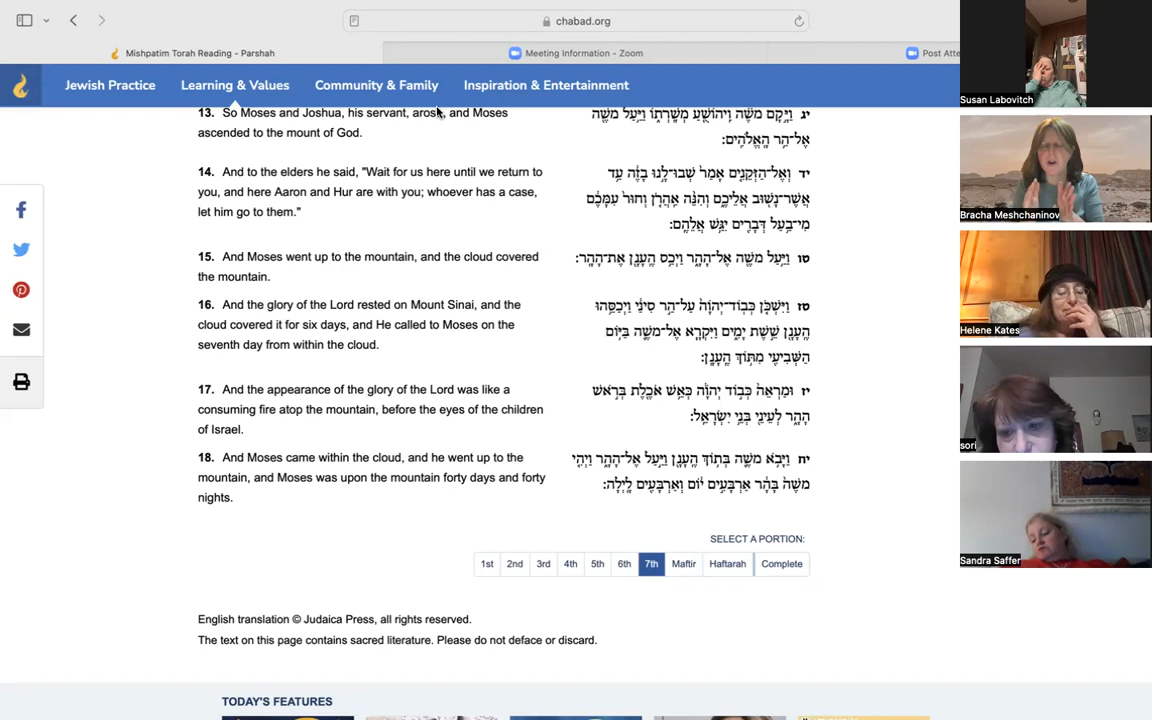 chabad.org
Mishpatim Torah Reading - Parshah
Meeting Information - Zoom
Post Atte
Jewish Practice
Learning & Values
Community & Family
Inspiration & Entertainment
13. So Moses and Joshua, his servant, arose, and Moses
ascended to the mount of God.
יג וַיָּ֣קָם משֶׁ֔ה וִֽיהוֹשֻׁ֖עַ מְשָֽׁרְת֑וֹ וַיַּ֥עַל משֶׁ֖ה
אֶל־הַ֥ר הָֽאֱלֹהִֽים:
14. And to the elders he said, "Wait for us here until we return to
you, and here Aaron and Hur are with you; whoever has a case,
let him go to them."
יד וְאֶל־הַזְּקֵנִ֤ים אָמַר֙ שְׁבוּ־לָ֣נוּ בָזֶ֔ה עַ֥ד
אֲשֶׁר־נָשׁ֖וּב אֲלֵיכֶ֑ם וְהִנֵּ֨ה אַֽהֲרֹ֤ן וְחוּר֙ עִמָּכֶ֔ם
מִי־בַ֥עַל דְּבָרִ֖ים יִגַּ֥שׁ אֲלֵהֶֽם:
15. And Moses went up to the mountain, and the cloud covered
the mountain.
טו וַיַּ֥עַל משֶׁ֖ה אֶל־הָהָ֑ר וַיְכַ֥ס הֶֽעָנָ֖ן אֶת־הָהָֽר:
16. And the glory of the Lord rested on Mount Sinai, and the
cloud covered it for six days, and He called to Moses on the
seventh day from within the cloud.
טז וַיִּשְׁכֹּ֤ן כְּבֽוֹד־יְהֹוָה֙ עַל־הַ֣ר סִינַ֔י וַיְכַסֵּ֥הוּ
הֶֽעָנָ֖ן שֵׁ֣שֶׁת יָמִ֑ים וַיִּקְרָ֧א אֶל־משֶׁ֛ה בַּיּ֥וֹם
הַשְּׁבִיעִ֖י מִתּ֥וֹךְ הֶֽעָנָֽן:
17. And the appearance of the glory of the Lord was like a
consuming fire atop the mountain, before the eyes of the children
of Israel.
יז וּמַרְאֵה֙ כְּב֣וֹד יְהֹוָ֔ה כְּאֵ֥שׁ אֹכֶ֖לֶת בְּרֹ֣אשׁ
הָהָ֑ר לְעֵינֵ֖י בְּנֵ֥י יִשְׂרָאֵֽל:
18. And Moses came within the cloud, and he went up to the
mountain, and Moses was upon the mountain forty days and forty
nights.
יח וַיָּבֹ֥א משֶׁ֛ה בְּת֥וֹךְ הֶֽעָנָ֖ן וַיַּ֣עַל אֶל־הָהָ֑ר וַיְהִ֤י
משֶׁה֙ בָּהָ֔ר אַרְבָּעִ֣ים י֔וֹם וְאַרְבָּעִ֖ים לָֽיְלָה:
SELECT A PORTION:
1st 2nd 3rd 4th 5th 6th 7th Maftir Haftarah Complete
English translation © Judaica Press, all rights reserved.
The text on this page contains sacred literature. Please do not deface or discard.
TODAY'S FEATURES
Susan Labovitch
Bracha Meshchaninov
Helene Kates
sori
Sandra Saffer